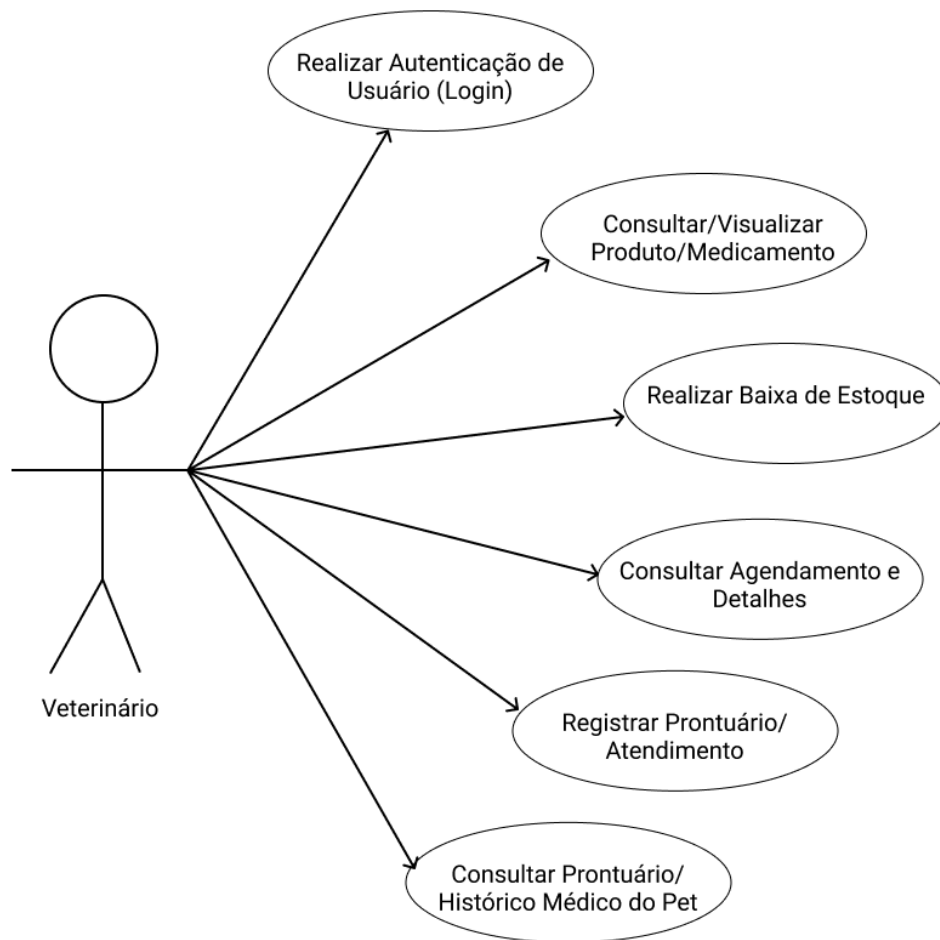 Realizar Autenticação de
Usuário (Login)
Consultar/Visualizar
Produto/Medicamento
Realizar Baixa de Estoque
Consultar Agendamento e
Detalhes
Veterinário
Registrar Prontuário/
Atendimento
Consultar Prontuário/
Histórico Médico do Pet